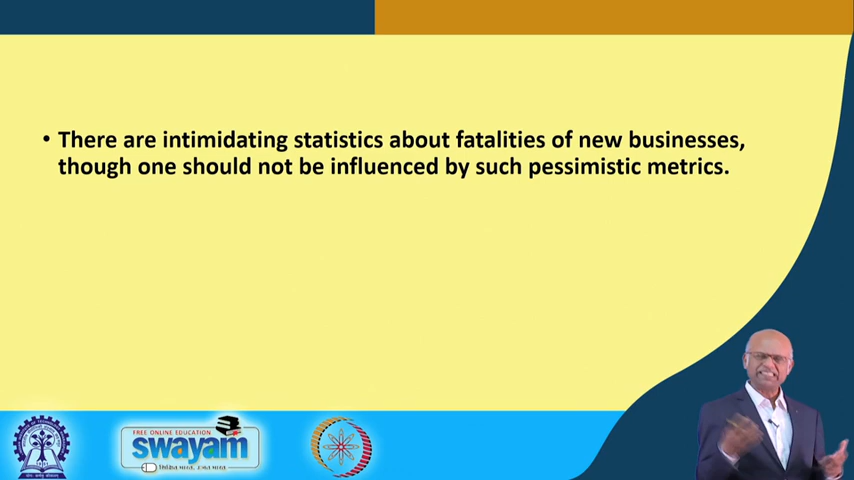 • There are intimidating statistics about fatalities of new businesses,
though one should not be influenced by such pessimistic metrics.
FREE ONLINE EDUCATION
swayam